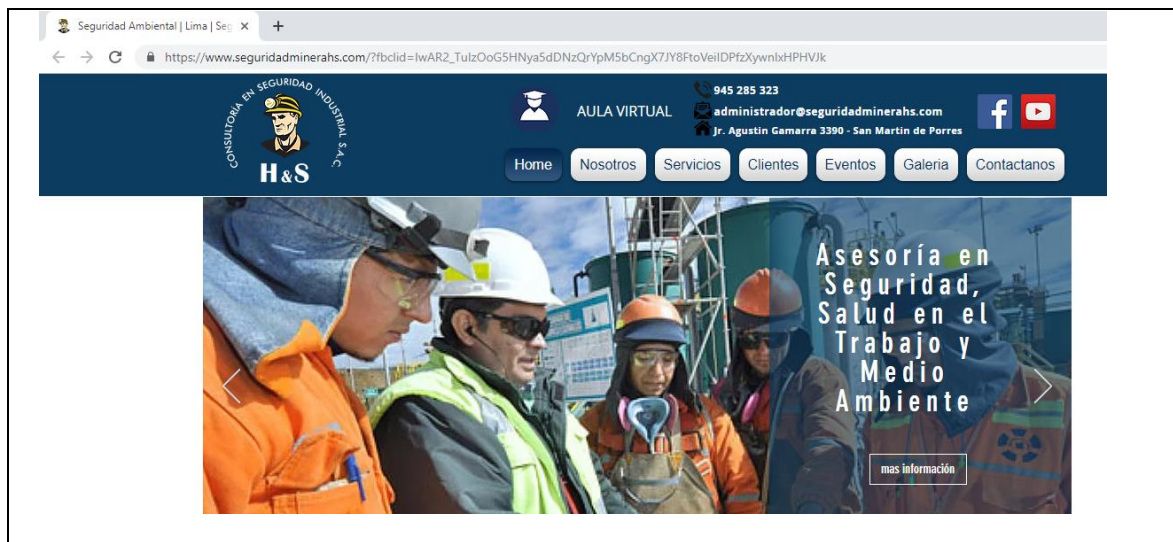 Seguridad Ambiental | Lima | Seg
https://www.seguridadminerahs.com/?fbclid=IwAR2_TuIzOoG5HNya5dDNzQrYpM5bCngX7JY8FtoVeiIDPfzXywnlxHPHVJk
CONSULTORÍA EN SEGURIDAD INDUSTRIAL S.A.C.
H&S
AULA VIRTUAL
945 285 323
administrador@seguridadminerahs.com
Jr. Agustin Gamarra 3390 - San Martin de Porres
Home Nosotros Servicios Clientes Eventos Galeria Contactanos
Asesoría en
Seguridad,
Salud en el
Trabajo y
Medio
Ambiente
mas información